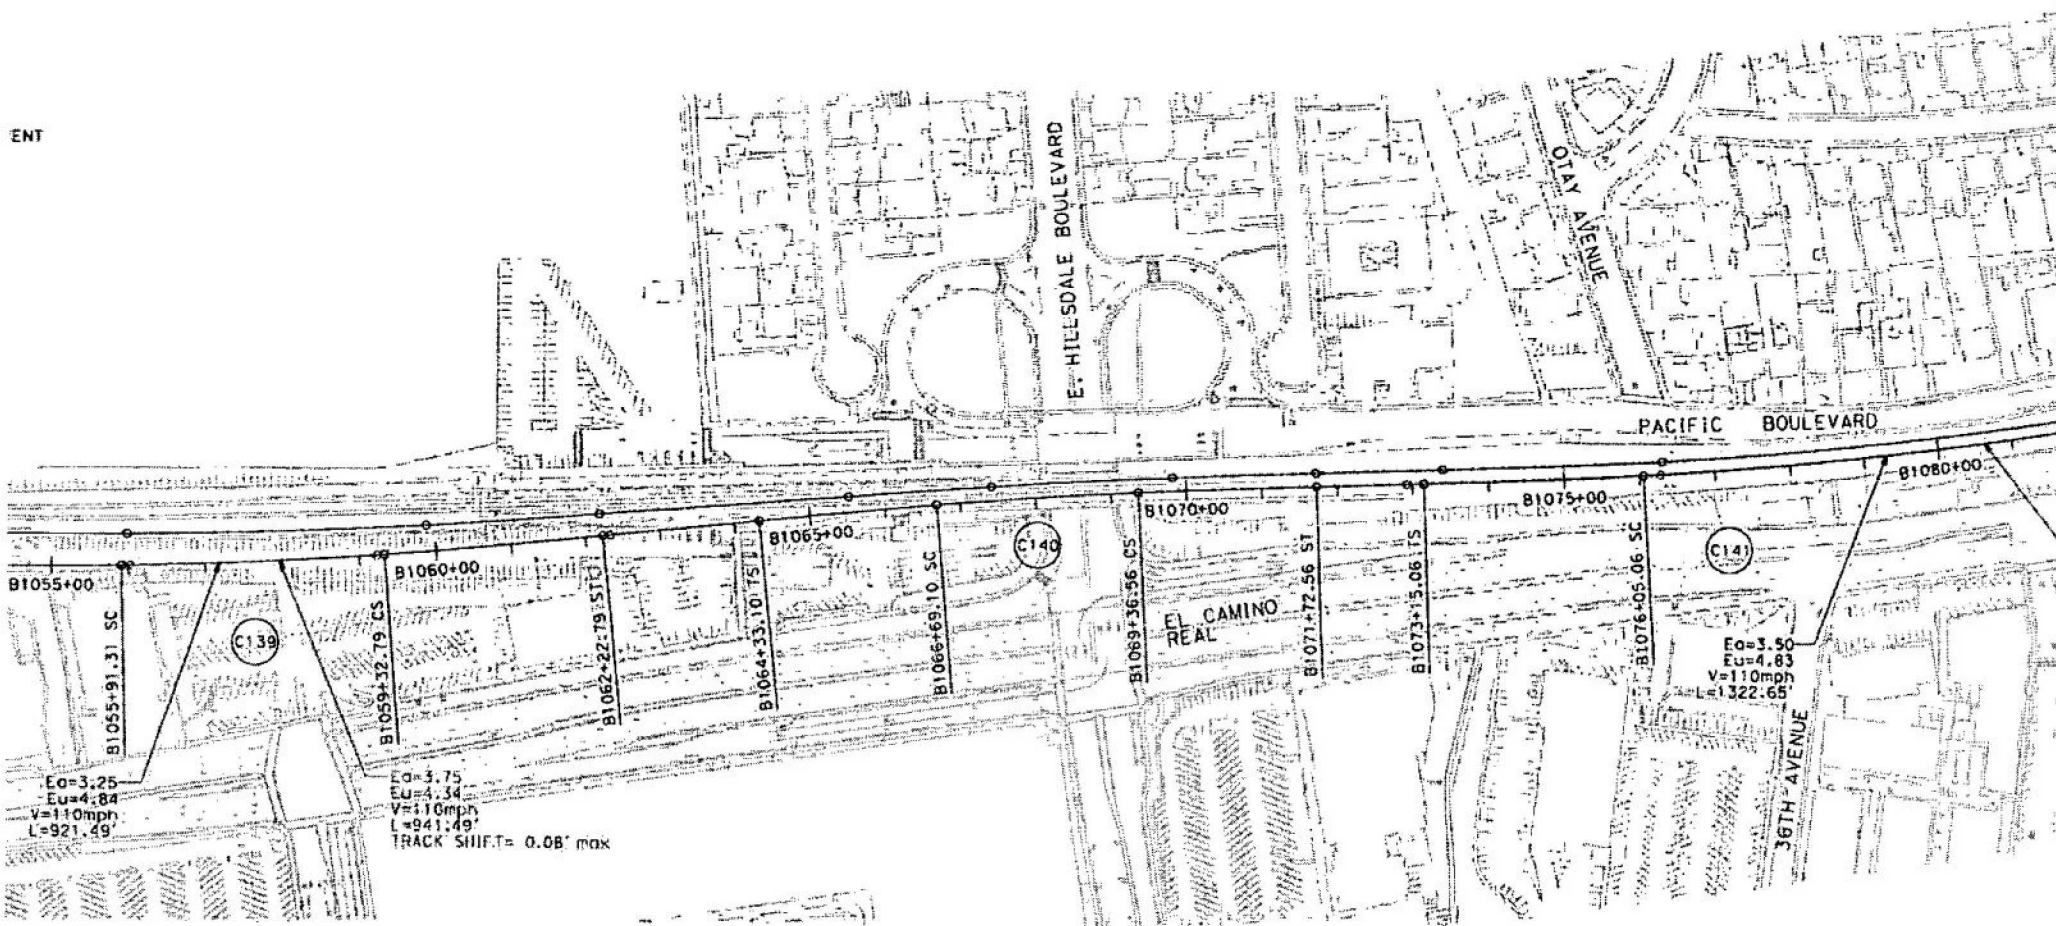 ENT
E. HILLSDALE BOULEVARD
OTAY AVENUE
PACIFIC BOULEVARD
B1055+00
B1060+00
B1065+00
B1070+00
B1075+00
B1080+00
B1055+91.31 SC
C139
B1059+32.79 CS
B1062+22.79 ST
B1064+33.10 TS
B1066+69.10 SC
C140
B1069+36.56 CS
EL CAMINO
REAL
B1071+72.56 ST
B1073+15.06 TS
B1076+05.06 SC
C141
Ea=3.50
Eu=4.83
V=110mph
L=1322.65'
36TH AVENUE
Ea=3.25
Eu=4.84
V=110mph
L=921.49'
Ea=3.75
Eu=4.34
V=110mph
L=941.49'
TRACK SHIFT= 0.08' max